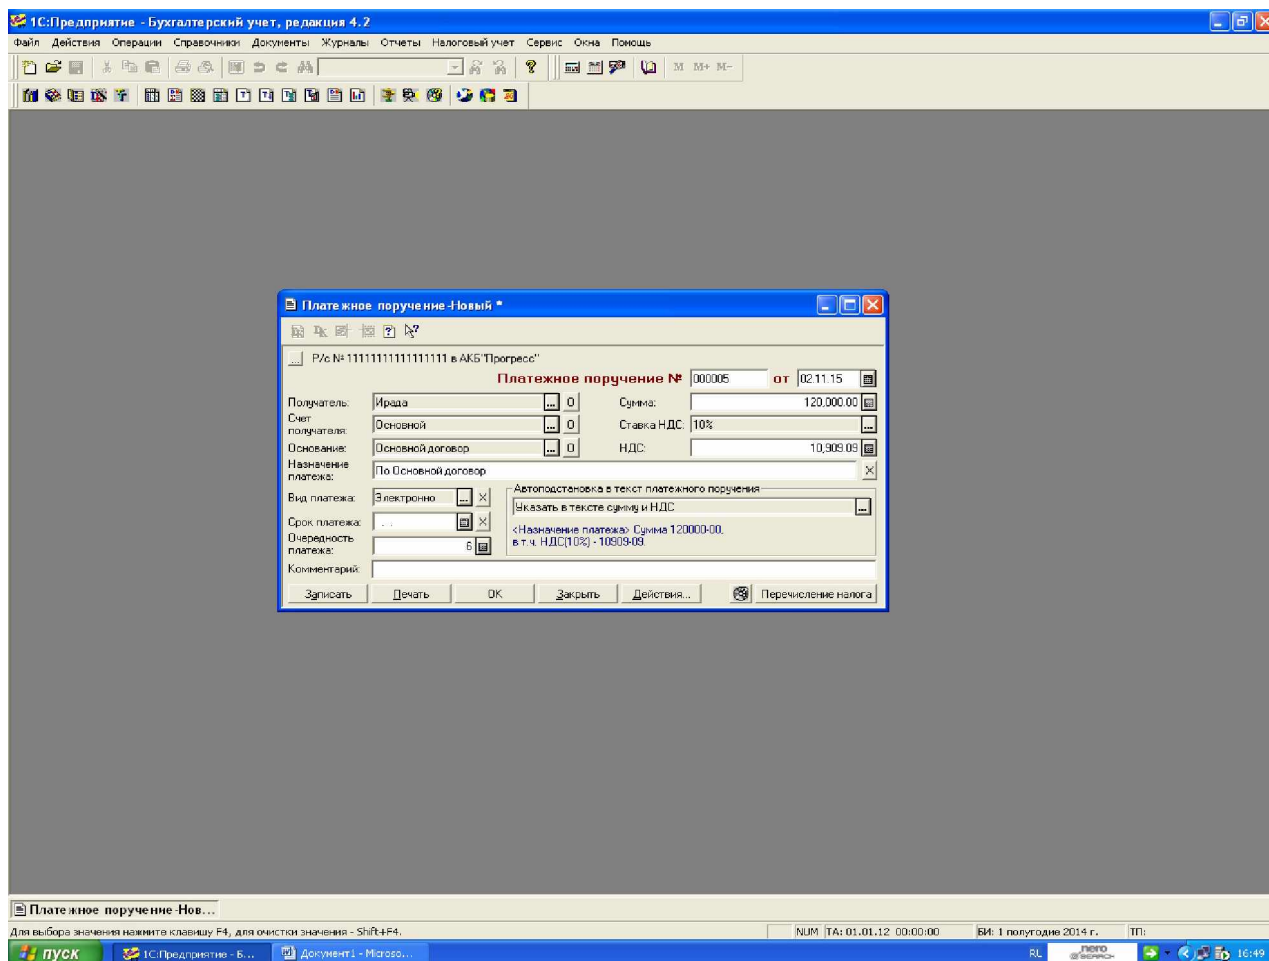 1С:Предприятие - Бухгалтерский учет, редакция 4.2
Файл Действия Операции Справочники Документы Журналы Отчеты Налоговый учет Сервис Окна Помощь
M M+ M-
Платежное поручение-Новый *
Р/с № 11111111111111111 в АКБ"Прогресс"
Платежное поручение № 000005 от 02.11.15
Получатель: Ирада ... 0 Сумма: 120,000.00
Счет получателя: Основной ... 0 Ставка НДС: 10% ...
Основание: Основной договор ... 0 НДС: 10,909.09
Назначение платежа: По Основной договор
Вид платежа: Электронно ... Автоподстановка в текст платежного поручения
Указать в тексте сумму и НДС ...
Срок платежа: . .
<Назначение платежа> Сумма 120000-00,
в т.ч. НДС(10%) - 10909-09.
Очередность платежа: 6
Комментарий:
Записать Печать OK Закрыть Действия... Перечисление налога
Платежное поручение-Нов...
Для выбора значения нажмите клавишу F4, для очистки значения - Shift+F4. NUM TA: 01.01.12 00:00:00 БИ: 1 полугодие 2014 г. ТП:
пуск 1С:Предприятие - Б... Документ1 - Microso... RL nero SEARCH 16:49